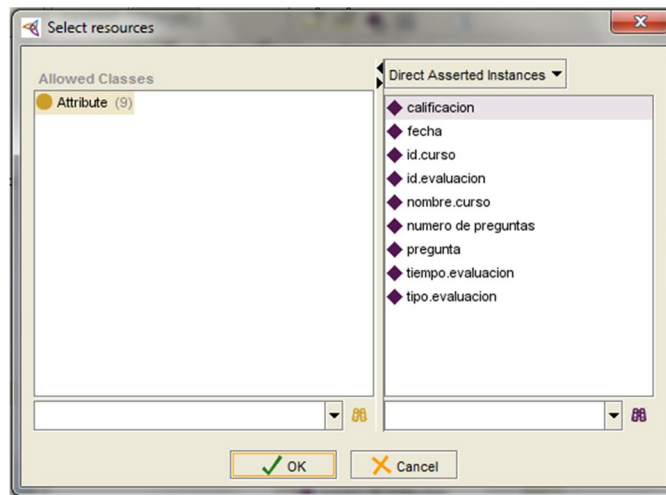 Select resources
Allowed Classes
Attribute (9)
Direct Asserted Instances
calificacion
fecha
id.curso
id.evaluacion
nombre.curso
numero de preguntas
pregunta
tiempo.evaluacion
tipo.evaluacion
OK
Cancel